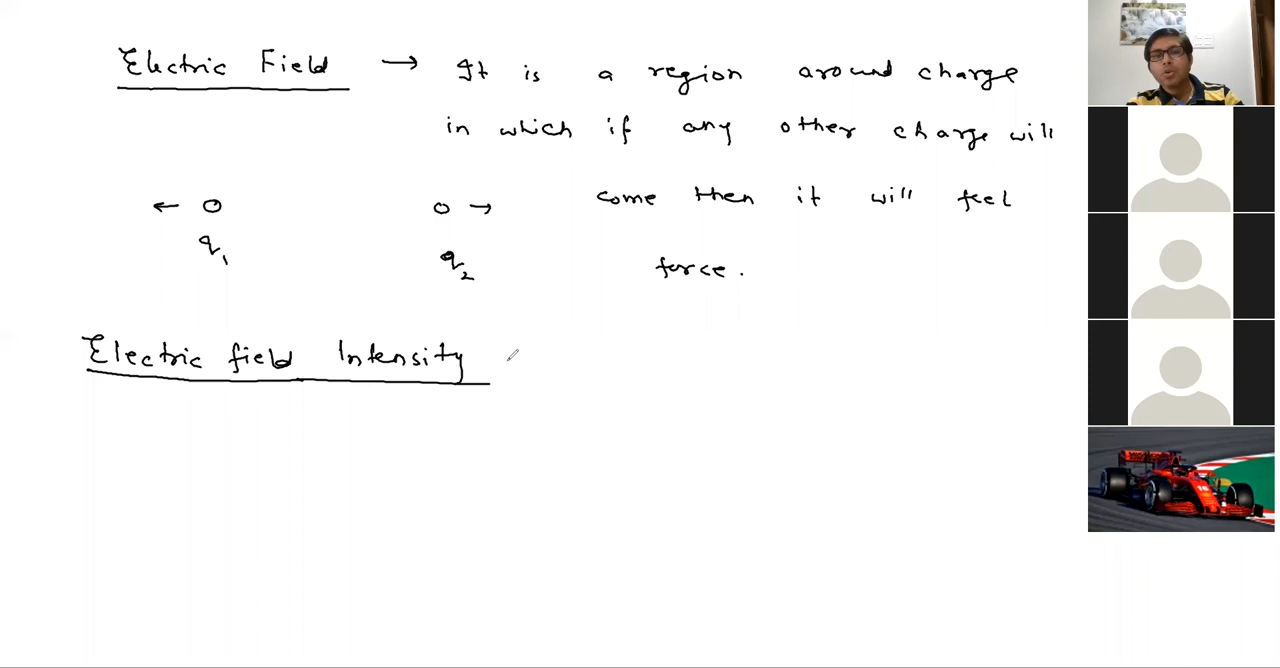 Electric Field → It is a region around charge
in which if any other charge will
come then it will feel
force.
← o o →
q₁ q₂
Electric field Intensity